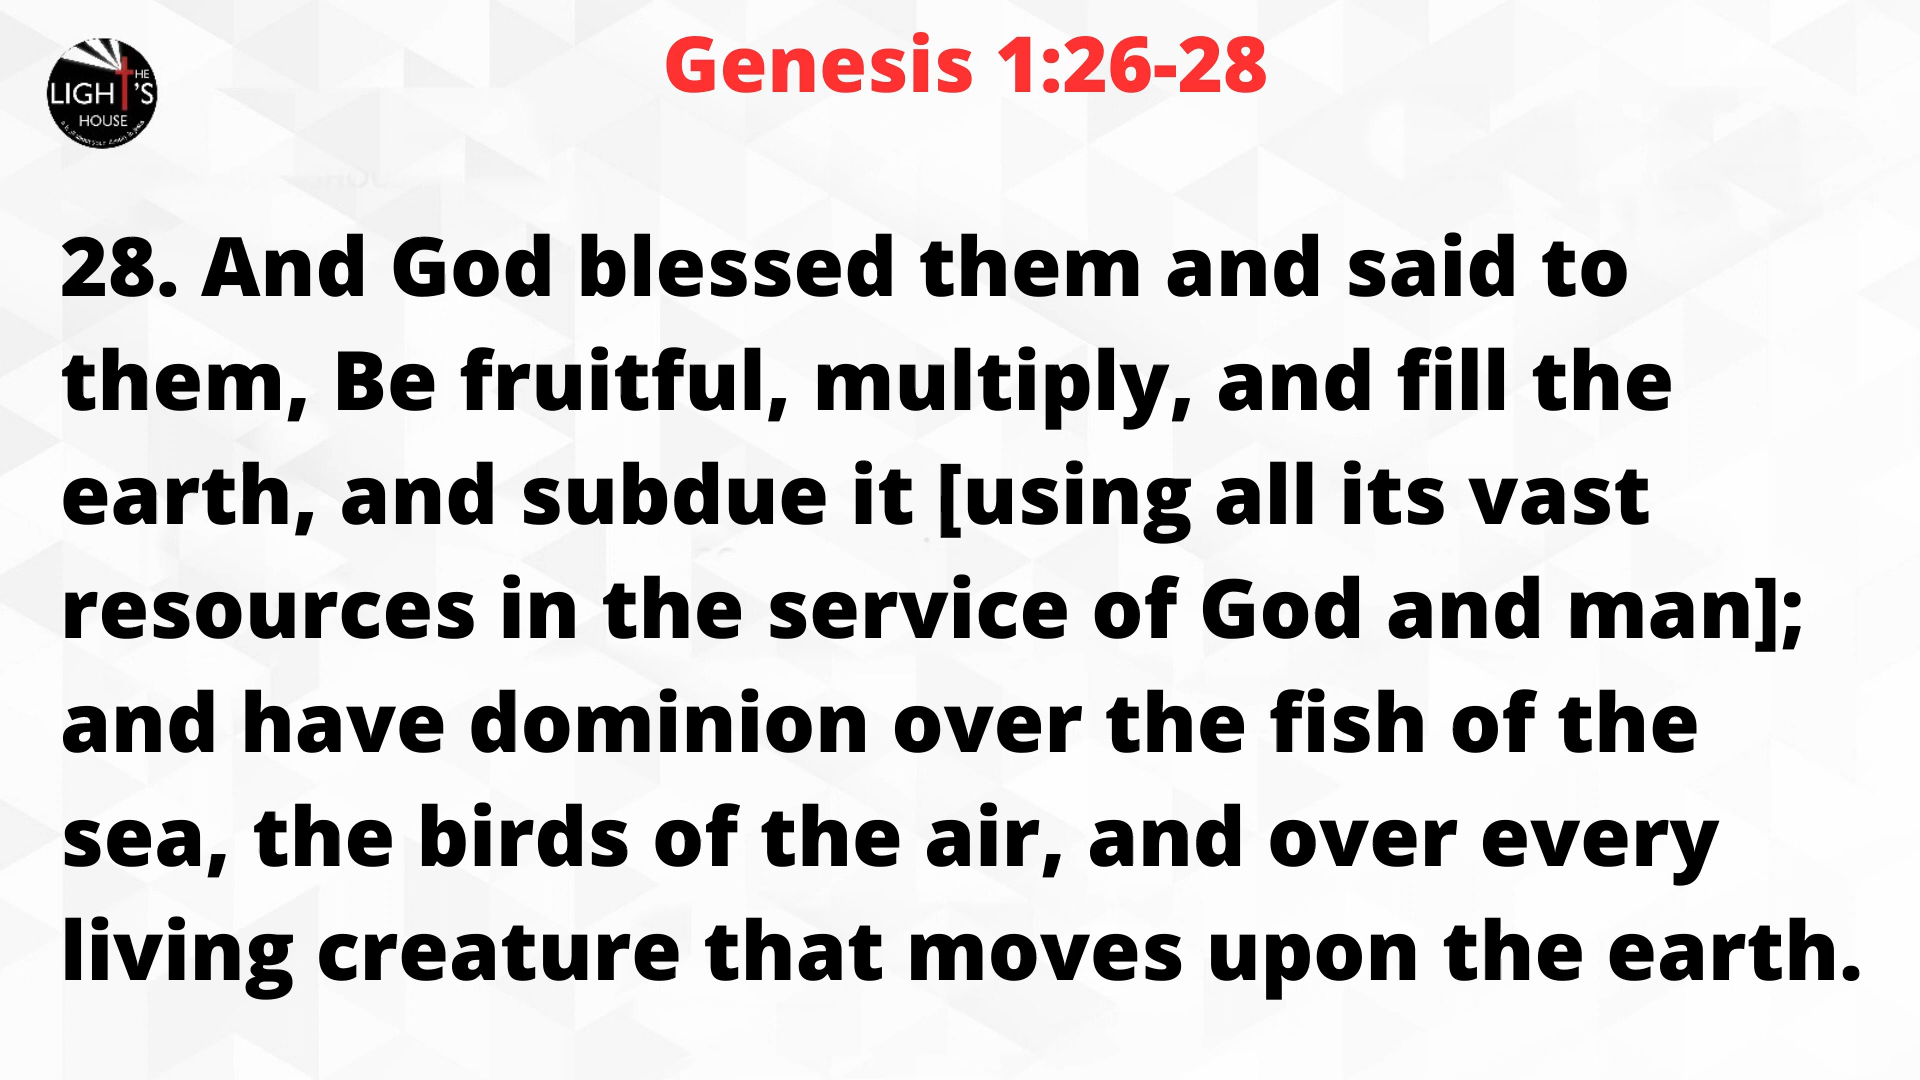 Genesis 1:26-28
THE
LIGHT'S
HOUSE
28. And God blessed them and said to
them, Be fruitful, multiply, and fill the
earth, and subdue it [using all its vast
resources in the service of God and man];
and have dominion over the fish of the
sea, the birds of the air, and over every
living creature that moves upon the earth.